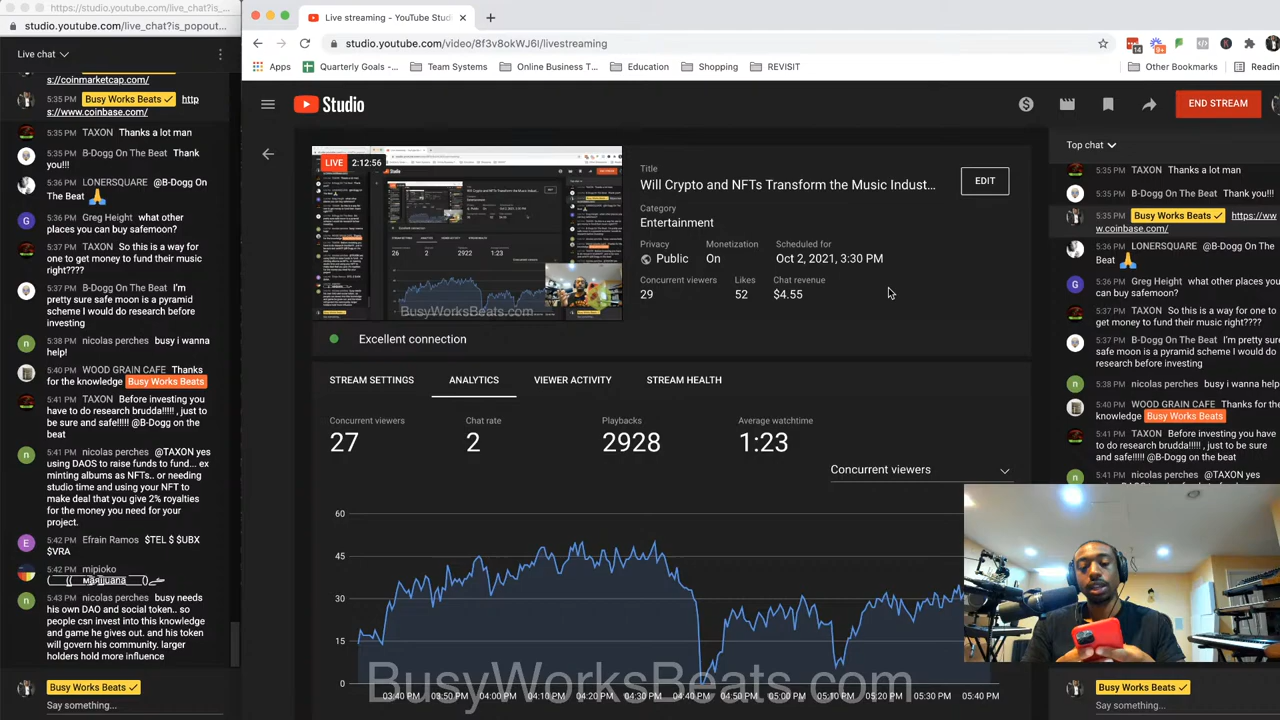 https://studio.youtube.com/live_chat?is_popout...
studio.youtube.com/live_chat?is_popout...
Live chat
s://coinmarketcap.com/
5:35 PM Busy Works Beats http
s://www.coinbase.com/
5:35 PM TAXON Thanks a lot man
5:35 PM B-Dogg On The Beat Thank
you!!!
5:36 PM LONERSQUARE @B-Dogg On
The Beat 🙏
5:36 PM Greg Height what other
places you can buy safemoon?
5:37 PM TAXON So this is a way for
one to get money to fund their music
right????
5:37 PM B-Dogg On The Beat I'm
pretty sure safe moon is a pyramid
scheme I would do research before
investing
5:38 PM nicolas perches busy i wanna
help!
5:40 PM WOOD GRAIN CAFE Thanks
for the knowledge Busy Works Beats
5:41 PM TAXON Before investing you
have to do research brudda!!!!! , just to
be sure and safe!!!!! @B-Dogg on the
beat
5:41 PM nicolas perches @TAXON yes
using DAOS to raise funds to fund... ex
minting albums as NFTs.. or needing
studio time and using your NFT to
make deal that you give 2% royalties
for the money you need for your
project.
5:42 PM Efrain Ramos $TEL $ $UBX
$VRA
5:42 PM mipioko
5:43 PM nicolas perches busy needs
his own DAO and social token.. so
people csn invest into this knowledge
and game he gives out. and his token
will govern his community. larger
holders hold more influence
Busy Works Beats
Say something...
Live streaming - YouTube Stud
studio.youtube.com/video/8f3v8okWJ6I/livestreaming
14
9+
Apps Quarterly Goals -... Team Systems Online Business T... Education Shopping REVISIT Other Bookmarks Readin
Studio
END STREAM
LIVE 2:12:56
BusyWorksBeats.com
Title
Will Crypto and NFTs Transform the Music Indust...
EDIT
Category
Entertainment
Privacy Monetization Scheduled for
Public On Oct 2, 2021, 3:30 PM
Concurrent viewers Likes Chat revenue
29 52 $4.55
Excellent connection
STREAM SETTINGS ANALYTICS VIEWER ACTIVITY STREAM HEALTH
Concurrent viewers Chat rate Playbacks Average watchtime
27 2 2928 1:23
Concurrent viewers
60
45
30
15
0
03:40 PM 03:50 PM 04:00 PM 04:10 PM 04:20 PM 04:30 PM 04:40 PM 04:50 PM 05:00 PM 05:10 PM 05:20 PM 05:30 PM 05:40 PM
BusyWorksBeats.com
Top chat
5:35 PM TAXON Thanks a lot man
5:35 PM B-Dogg On The Beat Thank you!!!
5:35 PM Busy Works Beats https://ww
w.coinbase.com/
5:36 PM LONERSQUARE @B-Dogg On The
Beat 🙏
5:36 PM Greg Height what other places you
can buy safemoon?
5:37 PM TAXON So this is a way for one to
get money to fund their music right????
5:37 PM B-Dogg On The Beat I'm pretty sure
safe moon is a pyramid scheme I would do
research before investing
5:38 PM nicolas perches busy i wanna help!
5:40 PM WOOD GRAIN CAFE Thanks for the
knowledge Busy Works Beats
5:41 PM TAXON Before investing you have
to do research brudda!!!!! , just to be sure
and safe!!!!! @B-Dogg on the beat
5:41 PM nicolas perches @TAXON yes
Busy Works Beats
Say something...